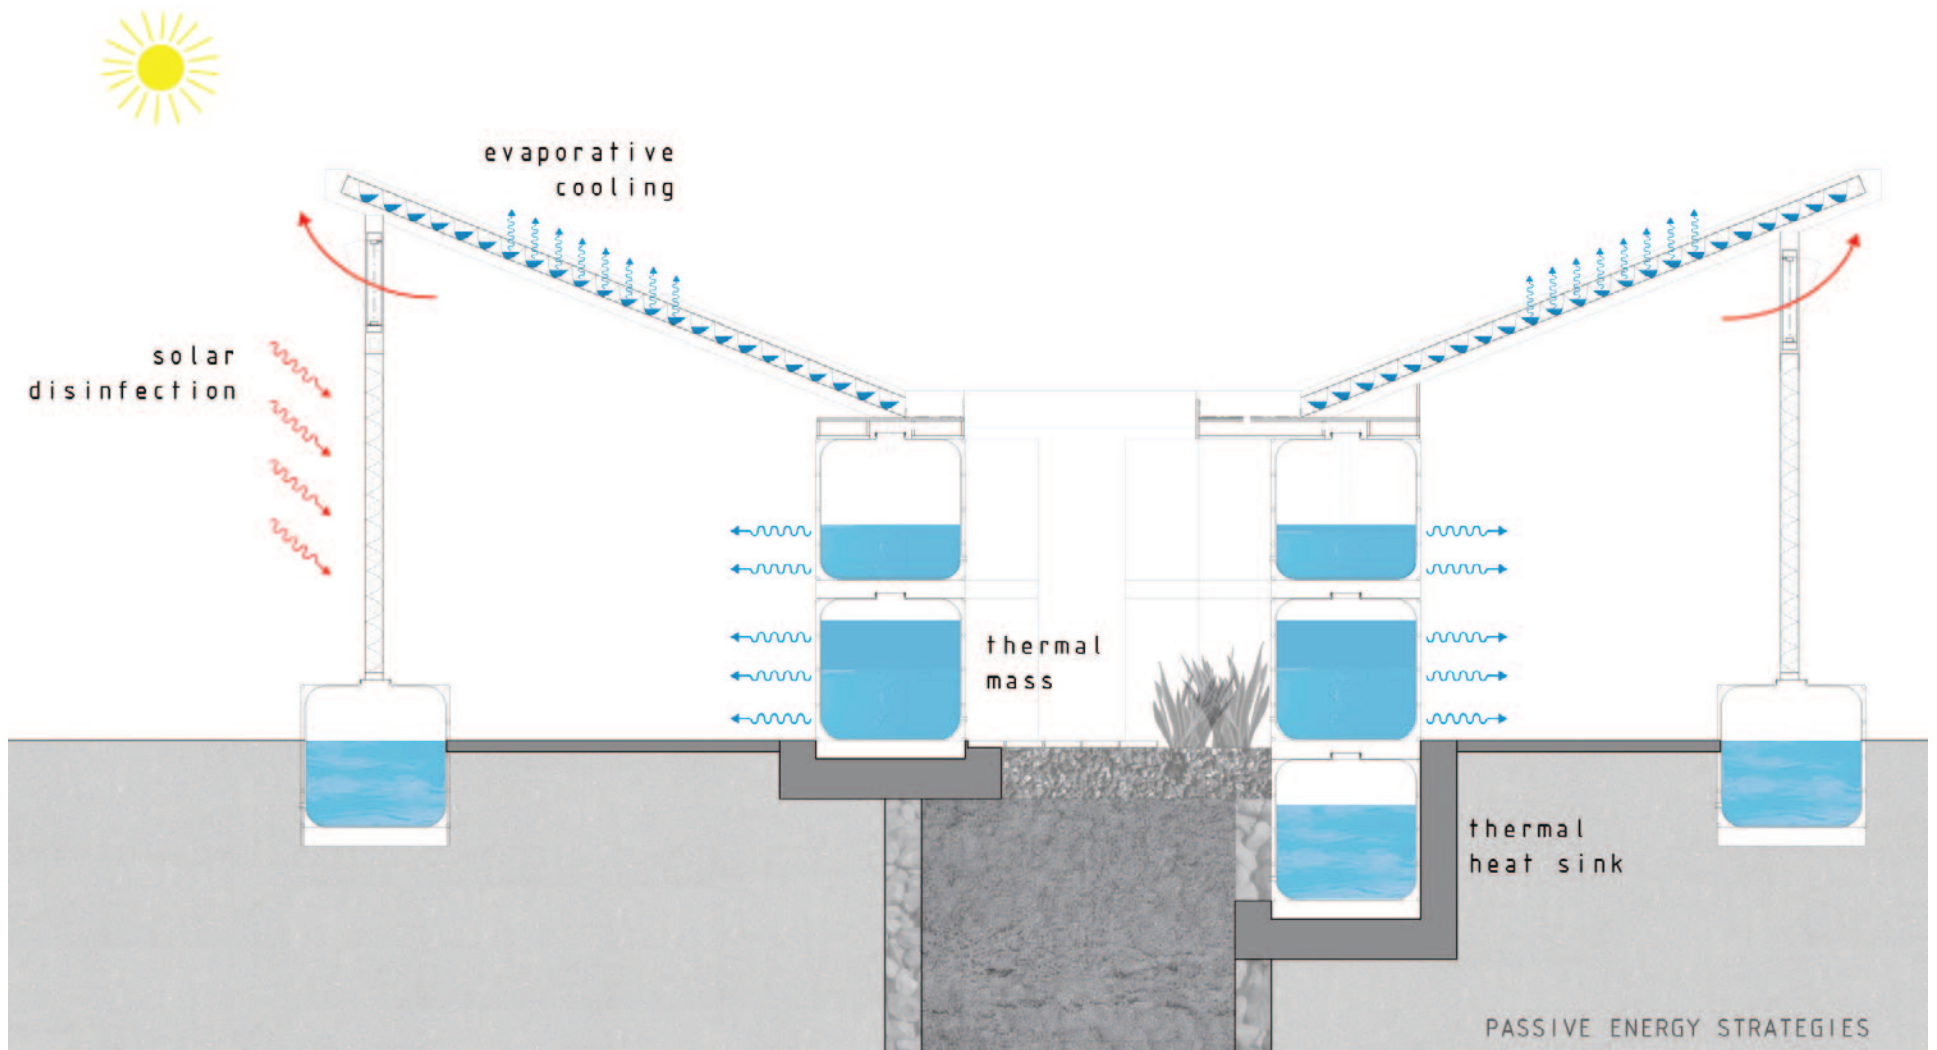 evaporative
cooling
solar
disinfection
thermal
mass
thermal
heat sink
PASSIVE ENERGY STRATEGIES